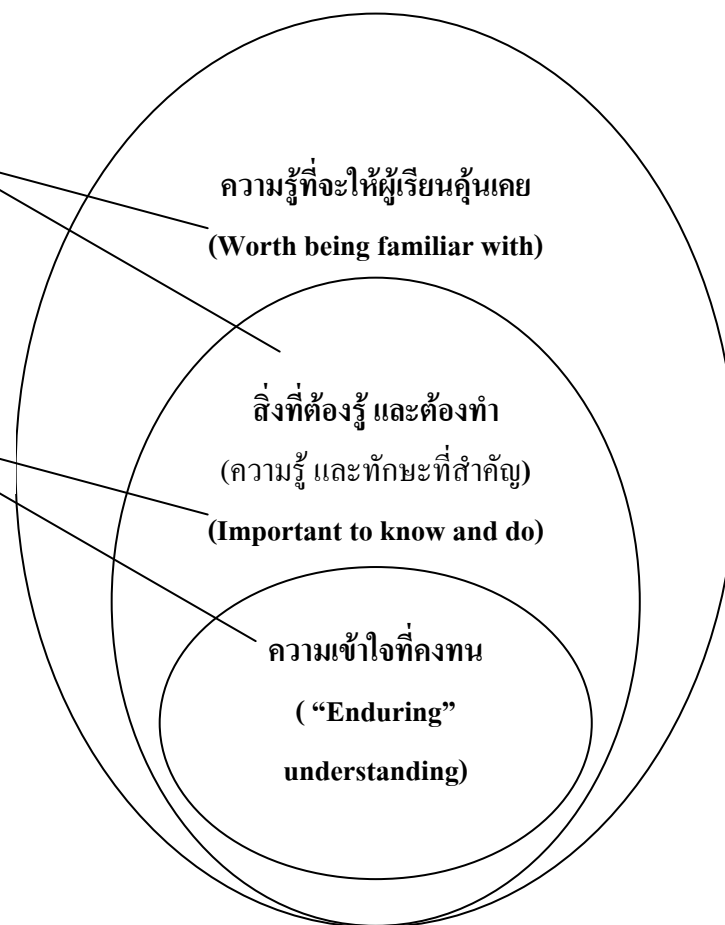 ความรู้ที่จะให้ผู้เรียนคุ้นเคย
(Worth being familiar with)
สิ่งที่ต้องรู้ และต้องทำ
(ความรู้ และทักษะที่สำคัญ)
(Important to know and do)
ความเข้าใจที่คงทน
( “Enduring”
understanding)